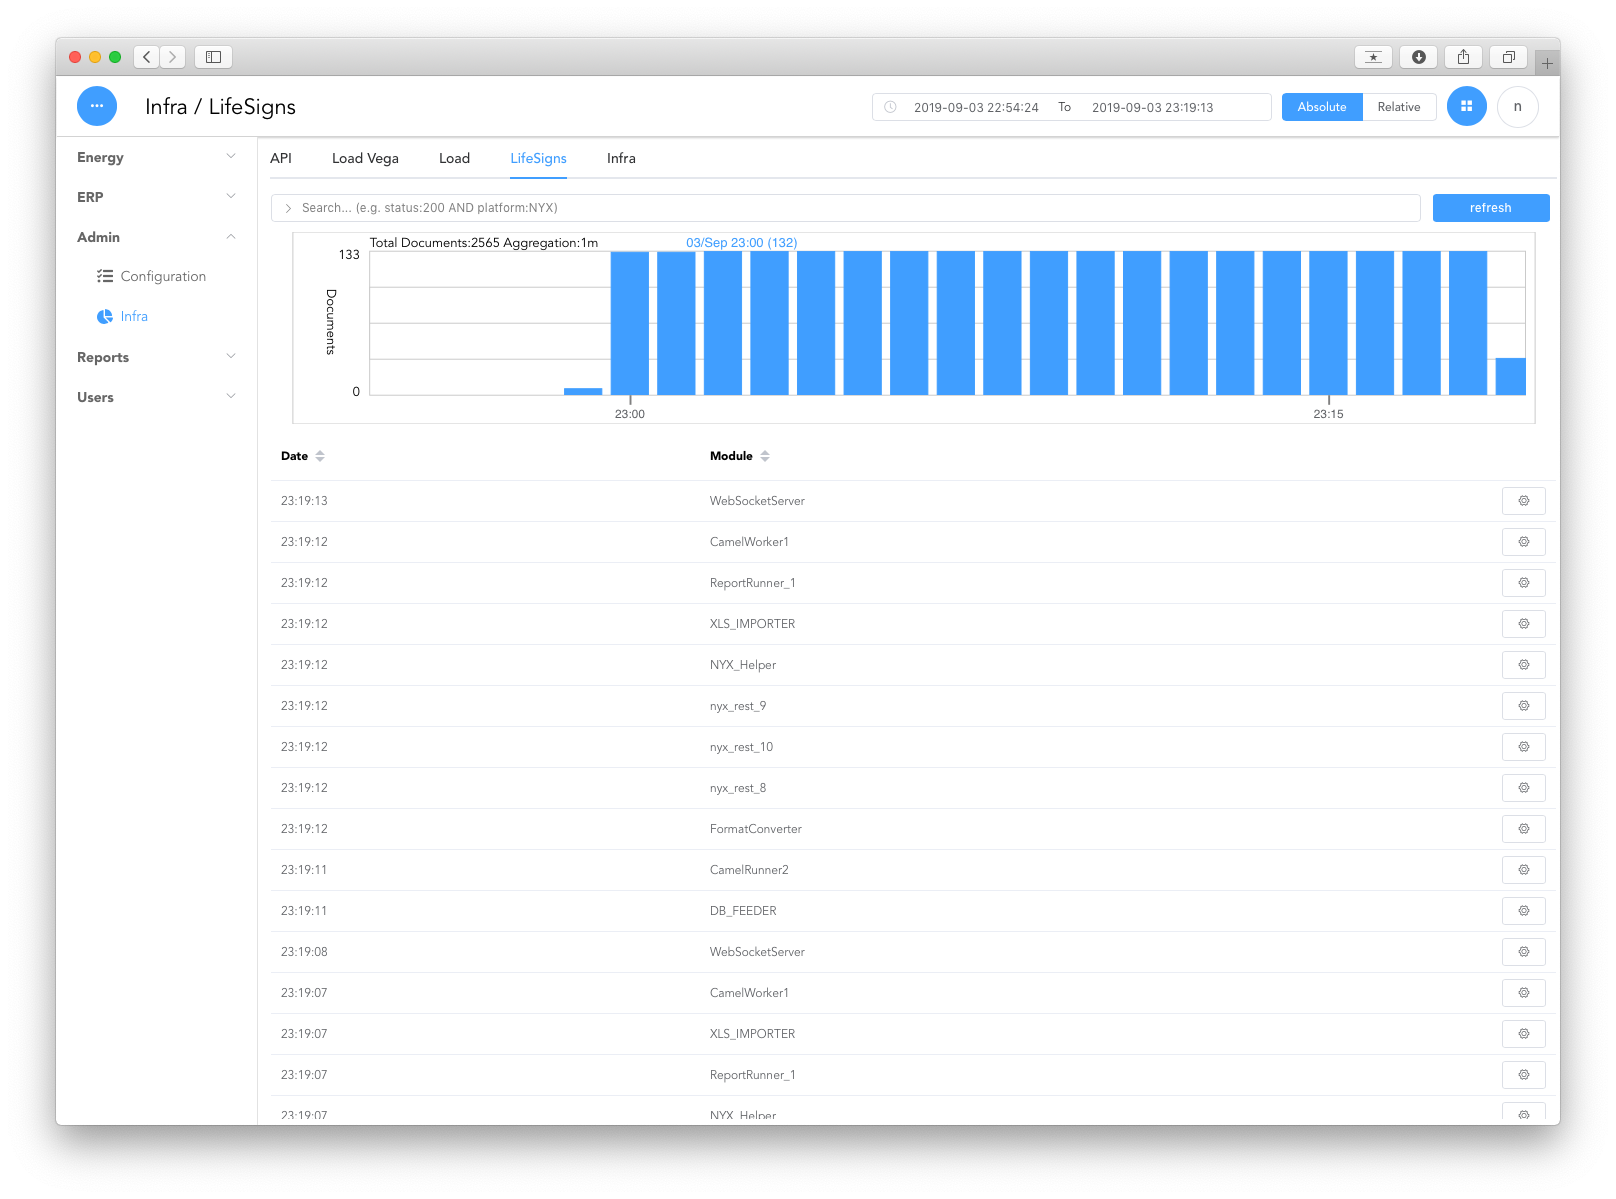 Infra / LifeSigns
2019-09-03 22:54:24 To 2019-09-03 23:19:13
Absolute Relative
n
Energy
ERP
Admin
Configuration
Infra
Reports
Users
API Load Vega Load LifeSigns Infra
Search... (e.g. status:200 AND platform:NYX)
refresh
Total Documents:2565 Aggregation:1m 03/Sep 23:00 (132)
133
Documents
0
23:00 23:15
Date Module
23:19:13 WebSocketServer
23:19:12 CamelWorker1
23:19:12 ReportRunner_1
23:19:12 XLS_IMPORTER
23:19:12 NYX_Helper
23:19:12 nyx_rest_9
23:19:12 nyx_rest_10
23:19:12 nyx_rest_8
23:19:12 FormatConverter
23:19:11 CamelRunner2
23:19:11 DB_FEEDER
23:19:08 WebSocketServer
23:19:07 CamelWorker1
23:19:07 XLS_IMPORTER
23:19:07 ReportRunner_1
23:19:07 NYX_Helper